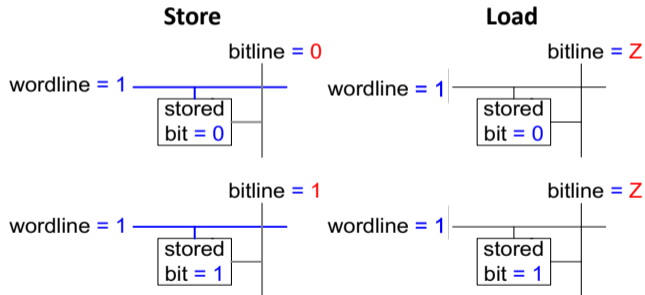 Store
Load
bitline = 0
bitline = Z
wordline = 1
wordline = 1
stored
bit = 0
stored
bit = 0
bitline = 1
bitline = Z
wordline = 1
wordline = 1
stored
bit = 1
stored
bit = 1